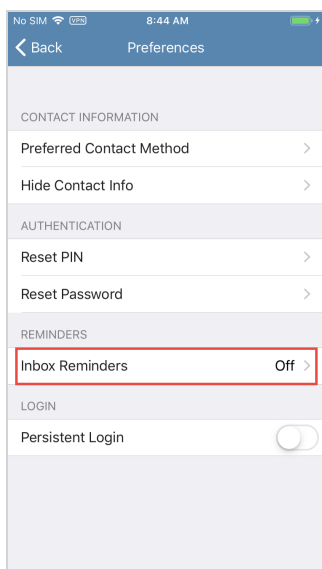 No SIM VPN 8:44 AM
Back Preferences
CONTACT INFORMATION
Preferred Contact Method
Hide Contact Info
AUTHENTICATION
Reset PIN
Reset Password
REMINDERS
Inbox Reminders Off
LOGIN
Persistent Login